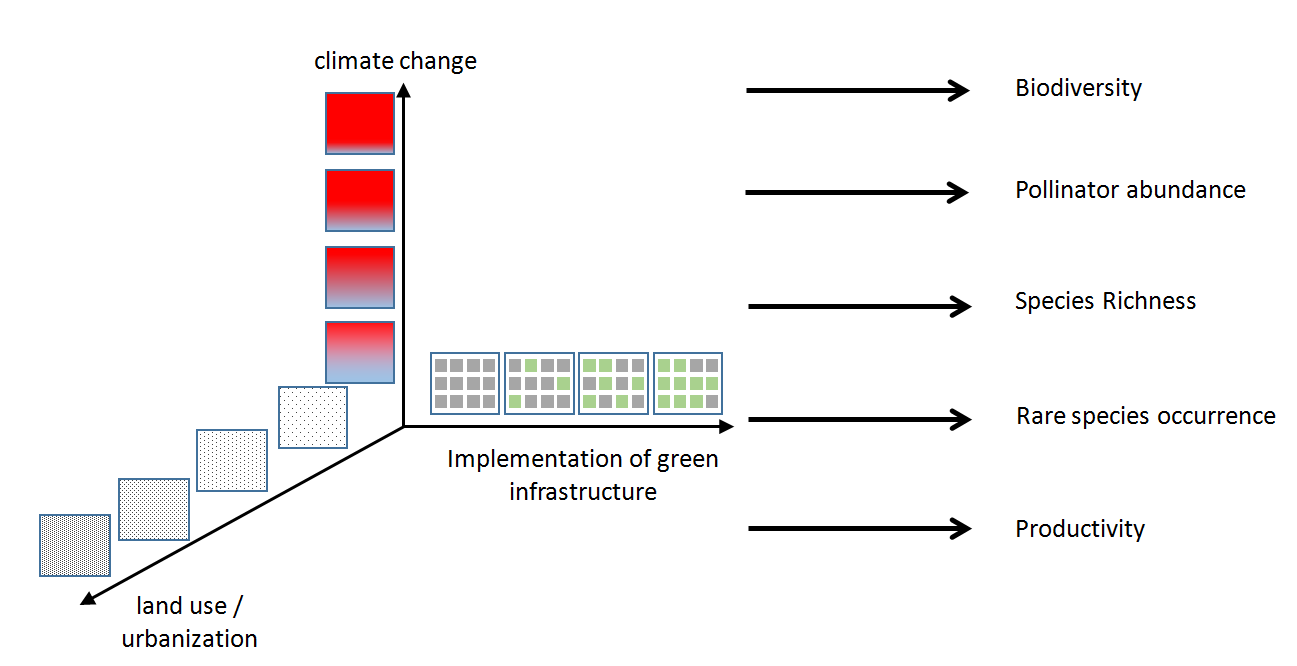 climate change
Biodiversity
Pollinator abundance
Species Richness
Rare species occurrence
Implementation of green
infrastructure
Productivity
land use /
urbanization